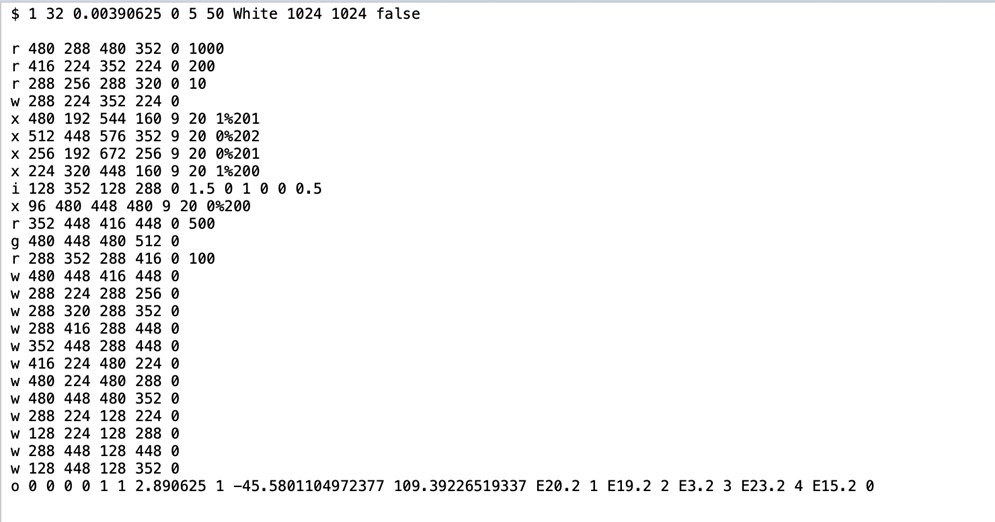 $ 1 32 0.00390625 0 5 50 White 1024 1024 false
r 480 288 480 352 0 1000
r 416 224 352 224 0 200
r 288 256 288 320 0 10
w 288 224 352 224 0
x 480 192 544 160 9 20 1%201
x 512 448 576 352 9 20 0%202
x 256 192 672 256 9 20 0%201
x 224 320 448 160 9 20 1%200
i 128 352 128 288 0 1.5 0 1 0 0 0.5
x 96 480 448 480 9 20 0%200
r 352 448 416 448 0 500
g 480 448 480 512 0
r 288 352 288 416 0 100
w 480 448 416 448 0
w 288 224 288 256 0
w 288 320 288 352 0
w 288 416 288 448 0
w 352 448 288 448 0
w 416 224 480 224 0
w 480 224 480 288 0
w 480 448 480 352 0
w 288 224 128 224 0
w 128 224 128 288 0
w 288 448 128 448 0
w 128 448 128 352 0
o 0 0 0 0 1 1 2.890625 1 -45.5801104972377 109.39226519337 E20.2 1 E19.2 2 E3.2 3 E23.2 4 E15.2 0